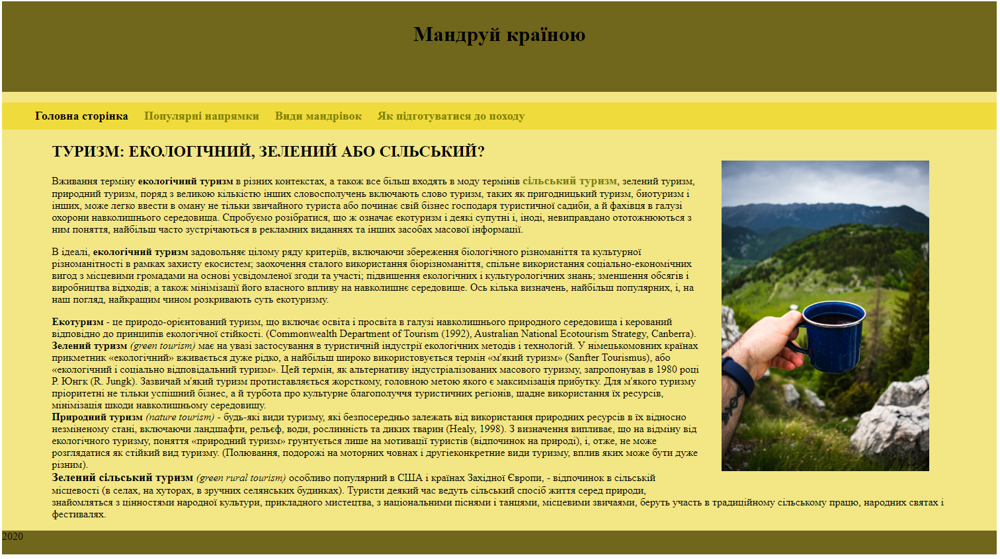 Мандруй країною
Головна сторінка Популярні напрямки Види мандрівок Як підготуватися до походу
ТУРИЗМ: ЕКОЛОГІЧНИЙ, ЗЕЛЕНИЙ АБО СІЛЬСЬКИЙ?
Вживання терміну екологічний туризм в різних контекстах, а також все більш входять в моду термінів сільський туризм, зелений туризм,
природний туризм, поряд з великою кількістю інших словосполучень включають слово туризм, таких як пригодницький туризм, биотуризм і
інших, може легко ввести в оману не тільки звичайного туриста або починає свій бізнес господаря туристичної садиби, а й фахівця в галузі
охорони навколишнього середовища. Спробуємо розібратися, що ж означає екотуризм і деякі супутні і, іноді, невиправдано ототожнюються з
ним поняття, найбільш часто зустрічаються в рекламних виданнях та інших засобах масової інформації.
В ідеалі, екологічний туризм задовольняє цілому ряду критеріїв, включаючи збереження біологічного різноманіття та культурної
різноманітності в рамках захисту екосистем; заохочення сталого використання біорізноманіття, спільне використання соціально-економічних
вигод з місцевими громадами на основі усвідомленої згоди та участі; підвищення екологічних і культурологічних знань; зменшення обсягів і
виробництва відходів; а також мінімізації його власного впливу на навколишнє середовище. Ось кілька визначень, найбільш популярних, і, на
наш погляд, найкращим чином розкривають суть екотуризму.
Екотуризм - це природо-орієнтований туризм, що включає освіта і просвіта в галузі навколишнього природного середовища і керований
відповідно до принципів екологічної стійкості. (Commonwealth Department of Tourism (1992), Australian National Ecotourism Strategy, Canberra).
Зелений туризм (green tourism) має на увазі застосування в туристичній індустрії екологічних методів і технологій. У німецькомовних країнах
прикметник «екологічний» вживається дуже рідко, а найбільш широко використовується термін «м'який туризм» (Sanfter Tourismus), або
«екологічний і соціально відповідальний туризм». Цей термін, як альтернативу індустріалізованих масового туризму, запропонував в 1980 році
Р. Юнгк (R. Jungk). Зазвичай м'який туризм протиставляється жорсткому, головною метою якого є максимізація прибутку. Для м'якого туризму
пріоритетні не тільки успішний бізнес, а й турбота про культурне благополуччя туристичних регіонів, щадне використання їх ресурсів,
мінімізація шкоди навколишньому середовищу.
Природний туризм (nature tourism) - будь-які види туризму, які безпосередньо залежать від використання природних ресурсів в їх відносно
незміненому стані, включаючи ландшафти, рельєф, води, рослинність та диких тварин (Healy, 1998). З визначення випливає, що на відміну від
екологічного туризму, поняття «природний туризм» грунтується лише на мотивації туристів (відпочинок на природі), і, отже, не може
розглядатися як стійкий вид туризму. (Полювання, подорожі на моторних човнах і другіеконкретние види туризму, вплив яких може бути дуже
різним).
Зелений сільський туризм (green rural tourism) особливо популярний в США і країнах Західної Європи, - відпочинок в сільській
місцевості (в селах, на хуторах, в зручних селянських будинках). Туристи деякий час ведуть сільський спосіб життя серед природи,
знайомляться з цінностями народної культури, прикладного мистецтва, з національними піснями і танцями, місцевими звичаями, беруть участь в традиційному сільському працю, народних святах і
фестивалях.
2020